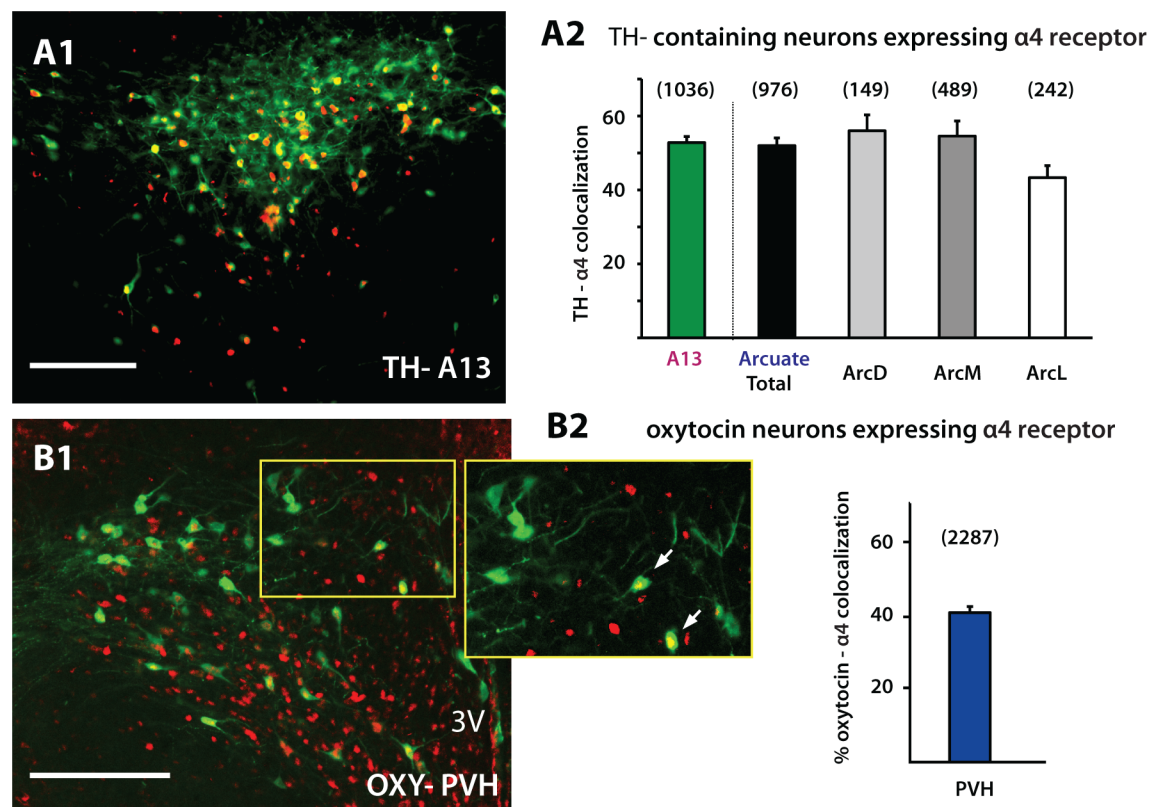 A1
TH- A13
A2 TH- containing neurons expressing α4 receptor
TH - α4 colocalization
60
40
20
(1036)
(976)
(149)
(489)
(242)
A13
Arcuate
Total
ArcD
ArcM
ArcL
B1
3V
OXY- PVH
B2 oxytocin neurons expressing α4 receptor
% oxytocin - α4 colocalization
60
40
20
(2287)
PVH